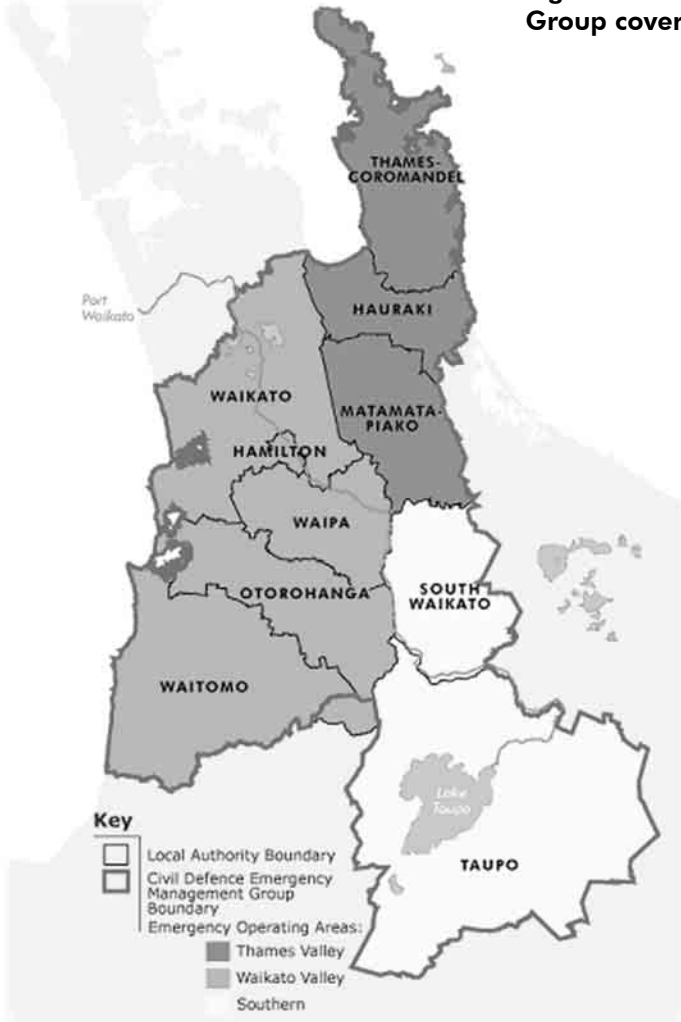 Group cover
THAMES-
COROMANDEL
Port
Waikato
HAURAKI
WAIKATO
MATAMATA-
PIAKO
HAMILTON
WAIPA
OTOROHANGA
SOUTH
WAIKATO
WAITOMO
Lake
Taupo
TAUPO
Key
Local Authority Boundary
Civil Defence Emergency
Management Group
Boundary
Emergency Operating Areas:
Thames Valley
Waikato Valley
Southern